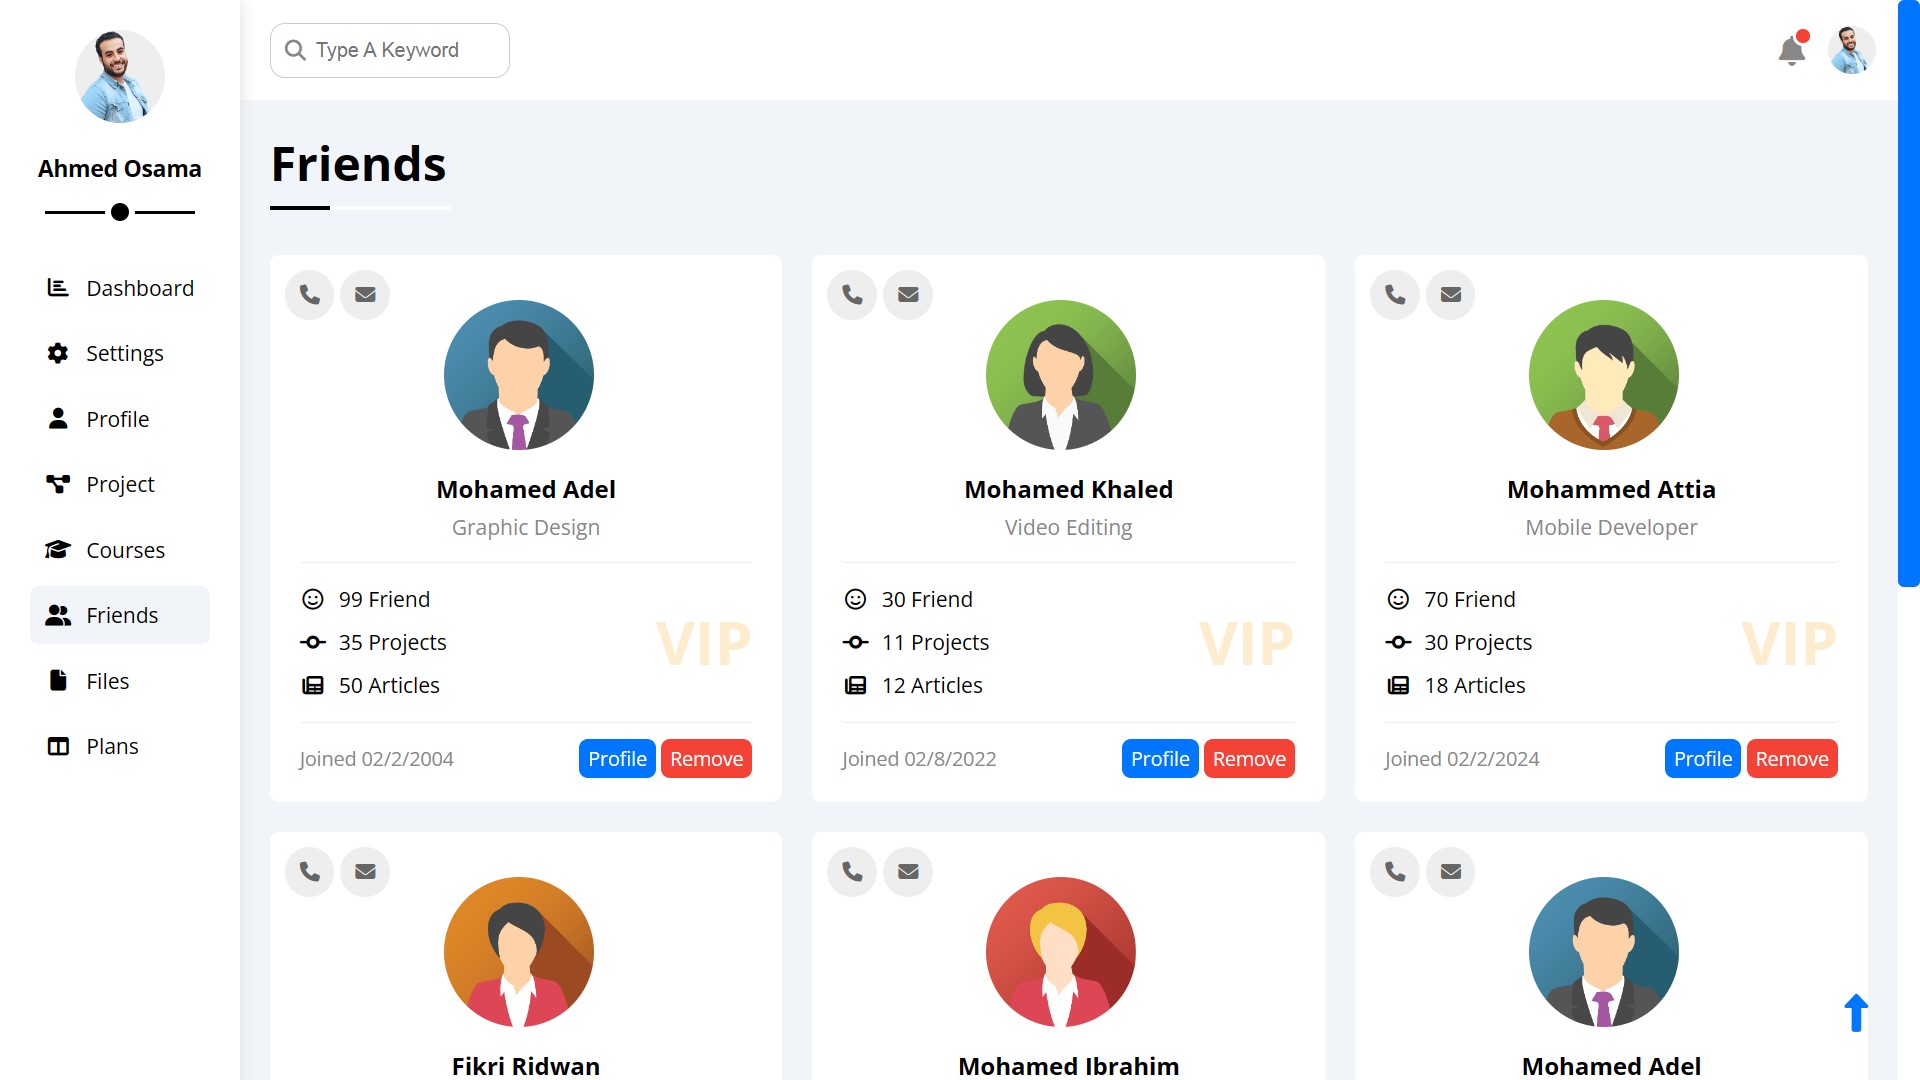 Ahmed Osama
Dashboard
Settings
Profile
Project
Courses
Friends
Files
Plans
Type A Keyword
Friends
Mohamed Adel
Graphic Design
99 Friend
35 Projects
50 Articles
VIP
Joined 02/2/2004
Profile
Remove
Mohamed Khaled
Video Editing
30 Friend
11 Projects
12 Articles
VIP
Joined 02/8/2022
Profile
Remove
Mohammed Attia
Mobile Developer
70 Friend
30 Projects
18 Articles
VIP
Joined 02/2/2024
Profile
Remove
Fikri Ridwan
Mohamed Ibrahim
Mohamed Adel